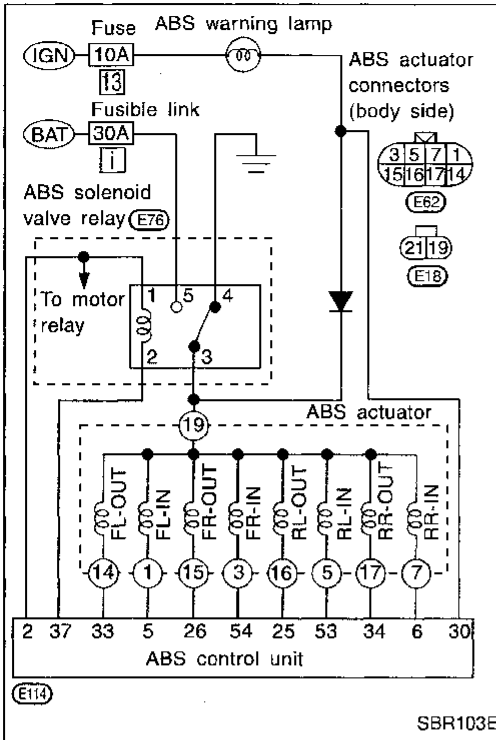 Fuse
ABS warning lamp
IGN
10A
13
Fusible link
BAT
30A
i
ABS actuator
connectors
(body side)
3 5 7 1
15 16 17 14
E62
21 19
E18
ABS solenoid
valve relay E76
To motor
relay
1 5 4
2 3
19
ABS actuator
FL-OUT
FL-IN
FR-OUT
FR-IN
RL-OUT
RL-IN
RR-OUT
RR-IN
14 1 15 3 16 5 17 7
2 37 33 5 26 54 25 53 34 6 30
ABS control unit
E114
SBR103E